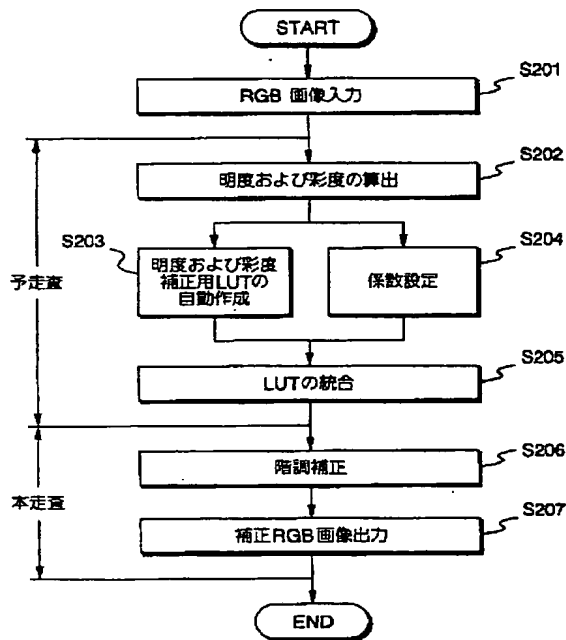 START
S201
RGB 画像入力
S202
明度および彩度の算出
S203
明度および彩度
補正用LUTの
自動作成
S204
係数設定
予走査
S205
LUTの統合
S206
階調補正
本走査
S207
補正RGB画像出力
END